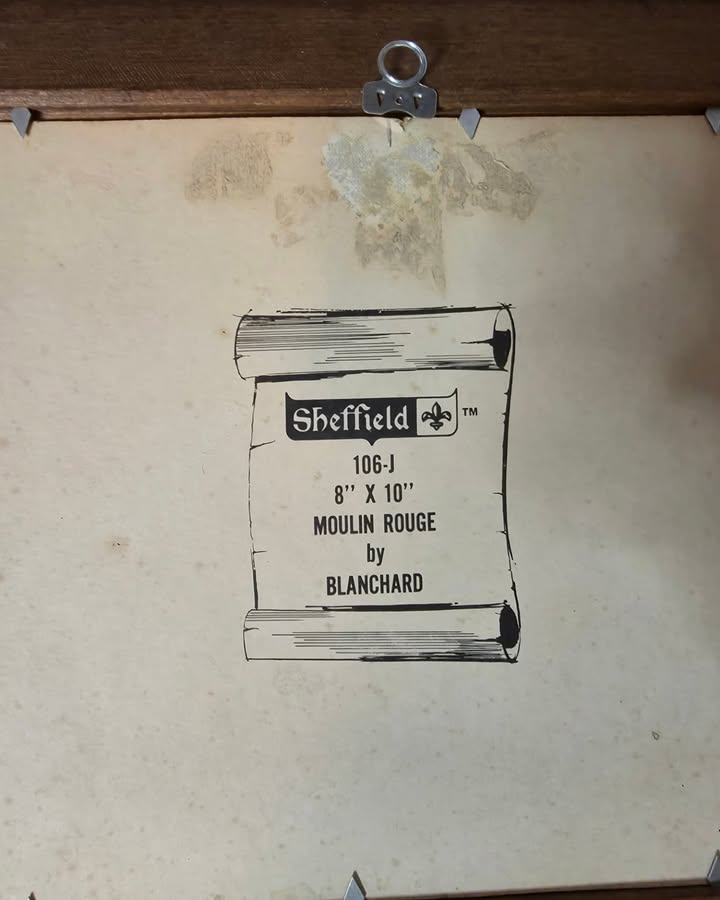 Sheffield ™
106-J
8'' X 10''
MOULIN ROUGE
by
BLANCHARD